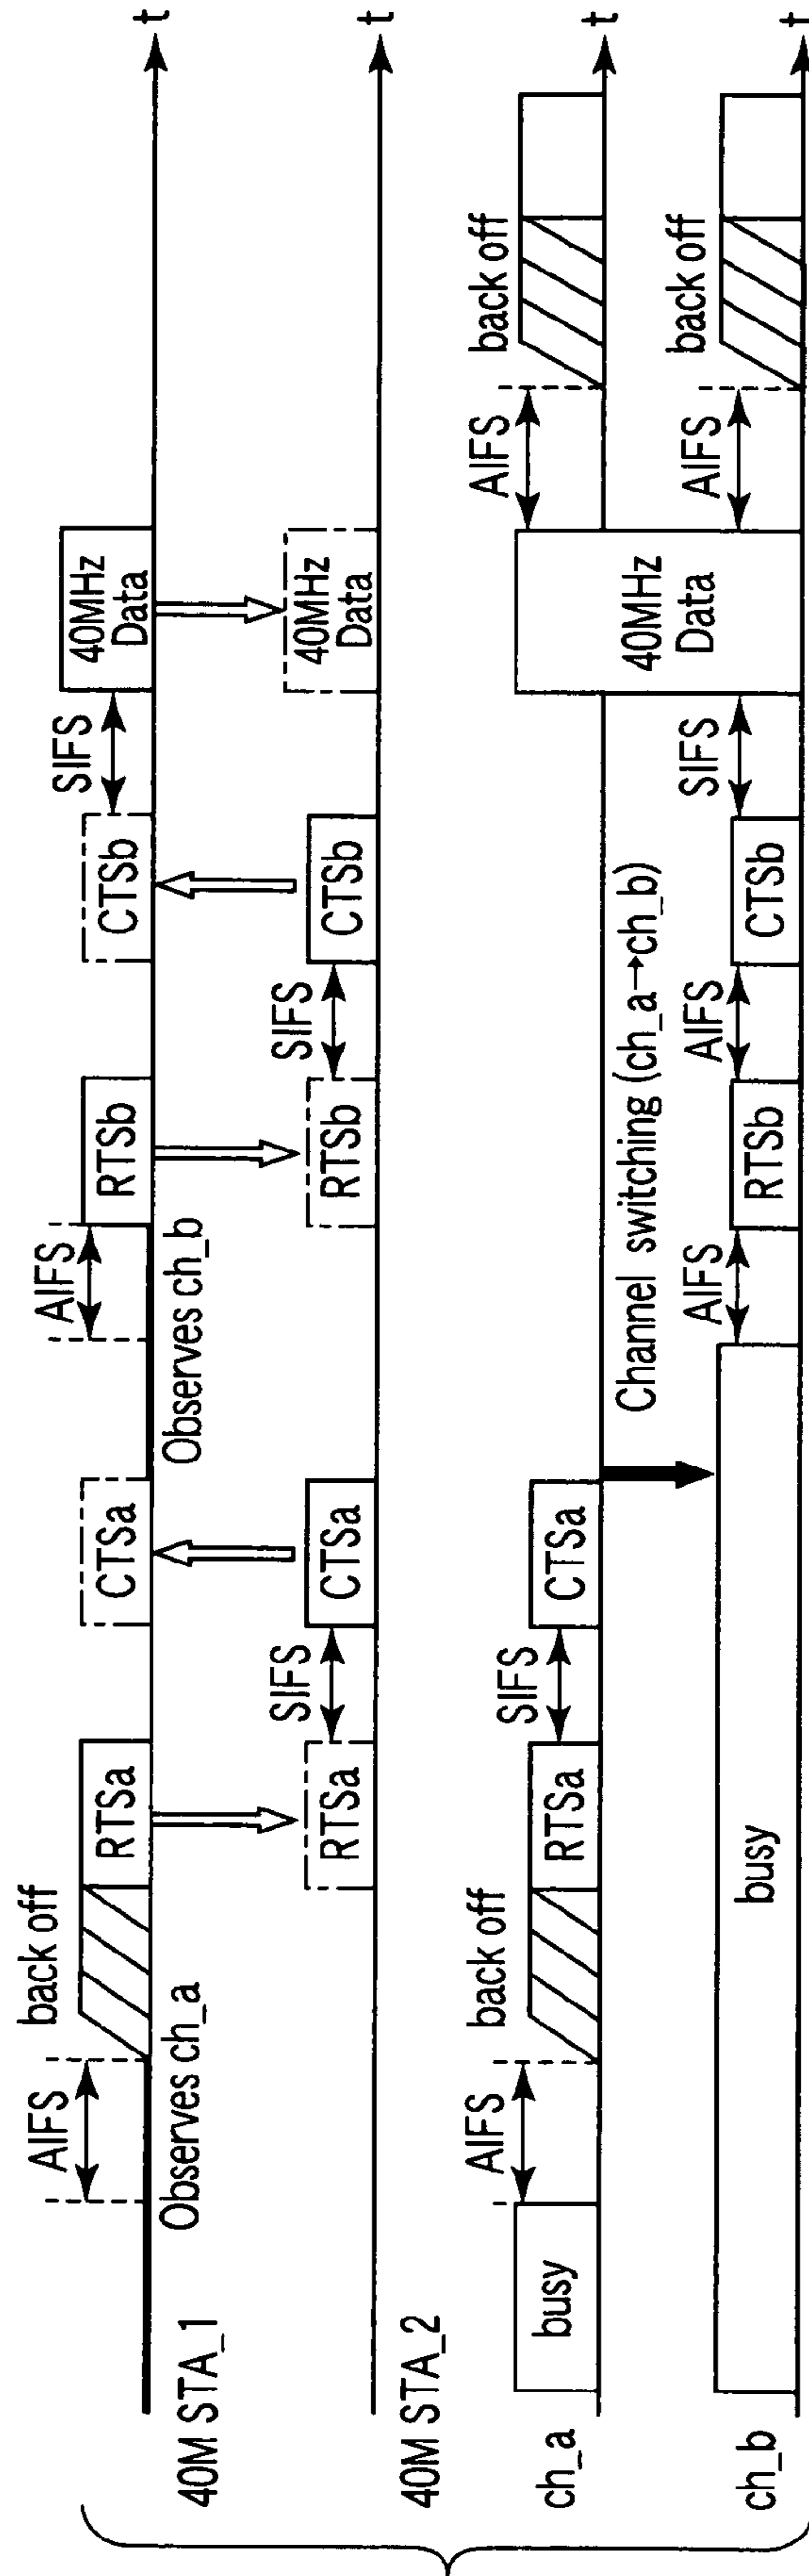 40M STA_1
Observes ch_a
AIFS
back off
RTSa
CTSa
Observes ch_b
AIFS
RTSb
CTSb
SIFS
40MHz
Data
t
40M STA_2
RTSa
SIFS
CTSa
RTSb
SIFS
CTSb
40MHz
Data
t
ch_a
busy
AIFS
back off
RTSa
SIFS
CTSa
Channel switching (ch_a→ch_b)
40MHz
Data
AIFS
back off
t
ch_b
busy
AIFS
RTSb
AIFS
CTSb
SIFS
AIFS
back off
t